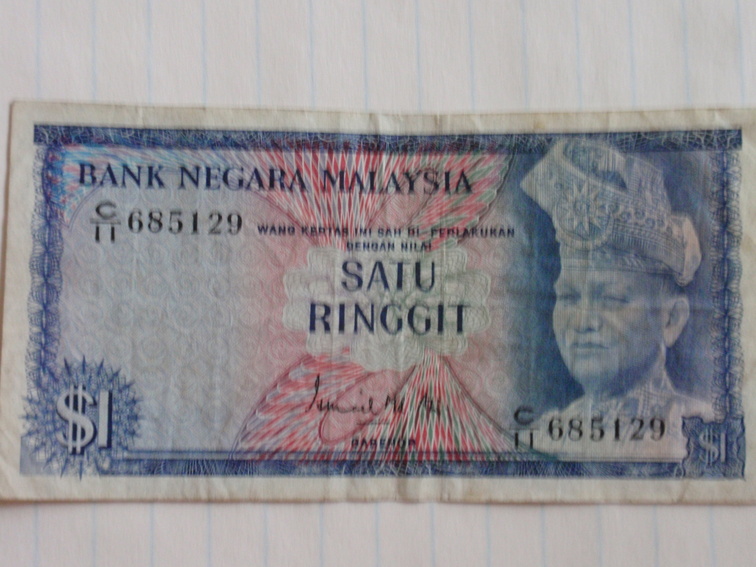 BANK NEGARA MALAYSIA
C/11 685129
WANG KERTAS INI SAH DI-PERLAKUKAN
DENGAN NILAI
SATU
RINGGIT
$1
C/11 685129
$1